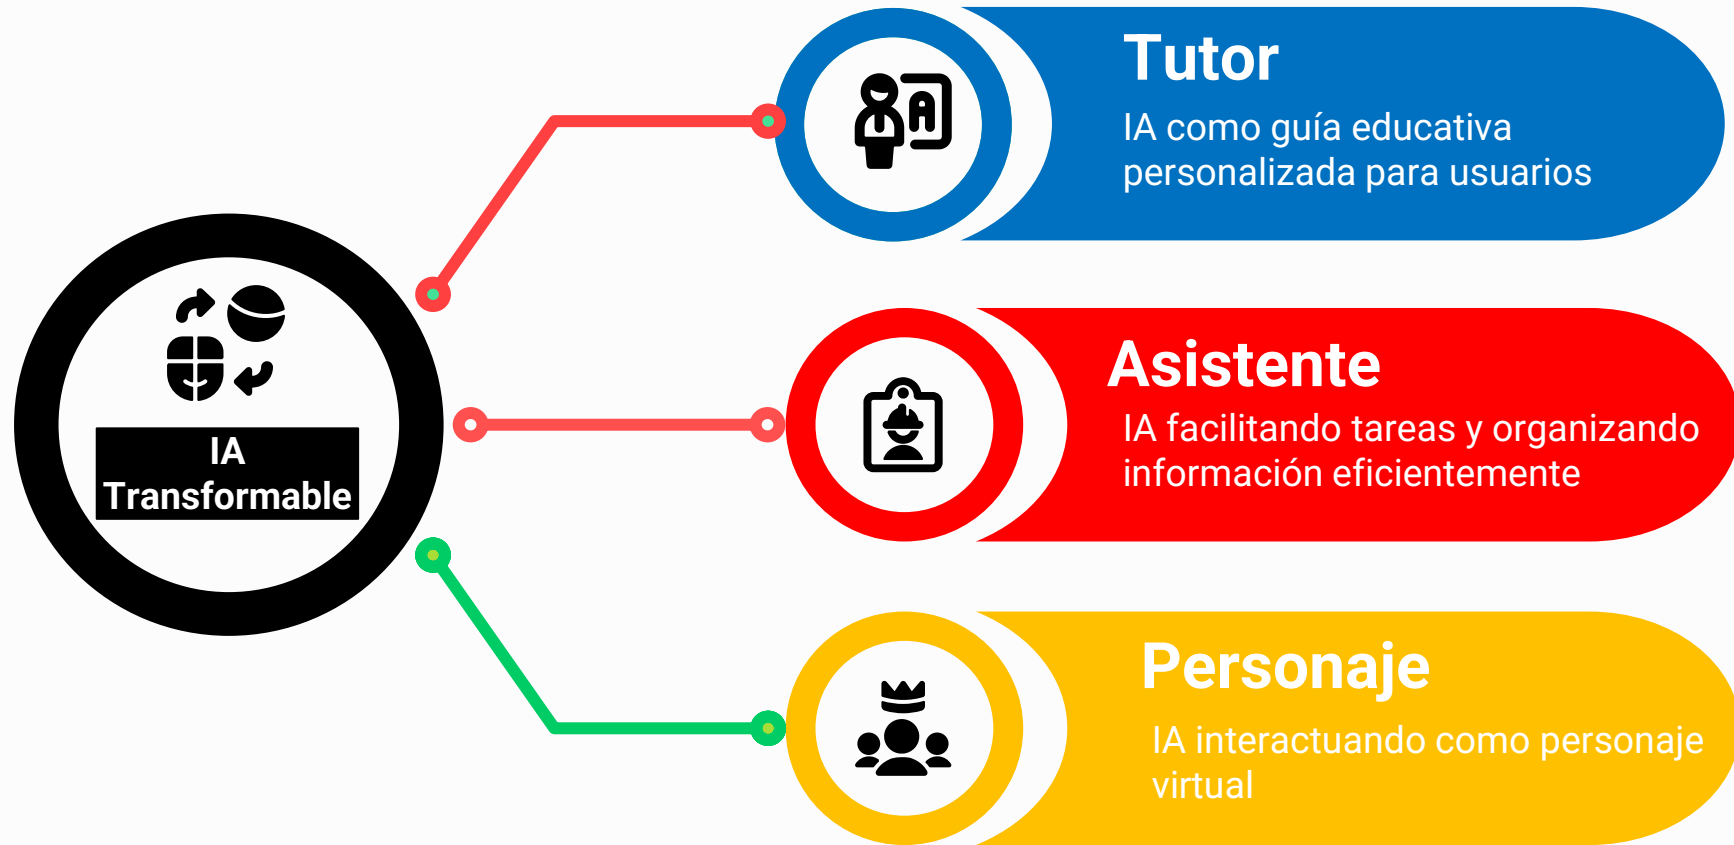 IA
Transformable
Tutor
IA como guía educativa
personalizada para usuarios
Asistente
IA facilitando tareas y organizando
información eficientemente
Personaje
IA interactuando como personaje
virtual